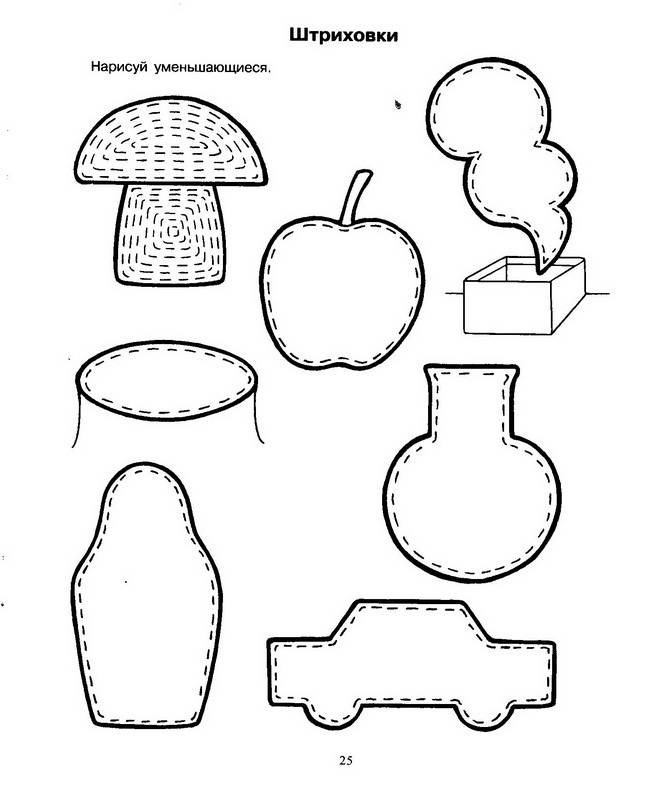 Штриховки
Нарисуй уменьшающиеся.
25